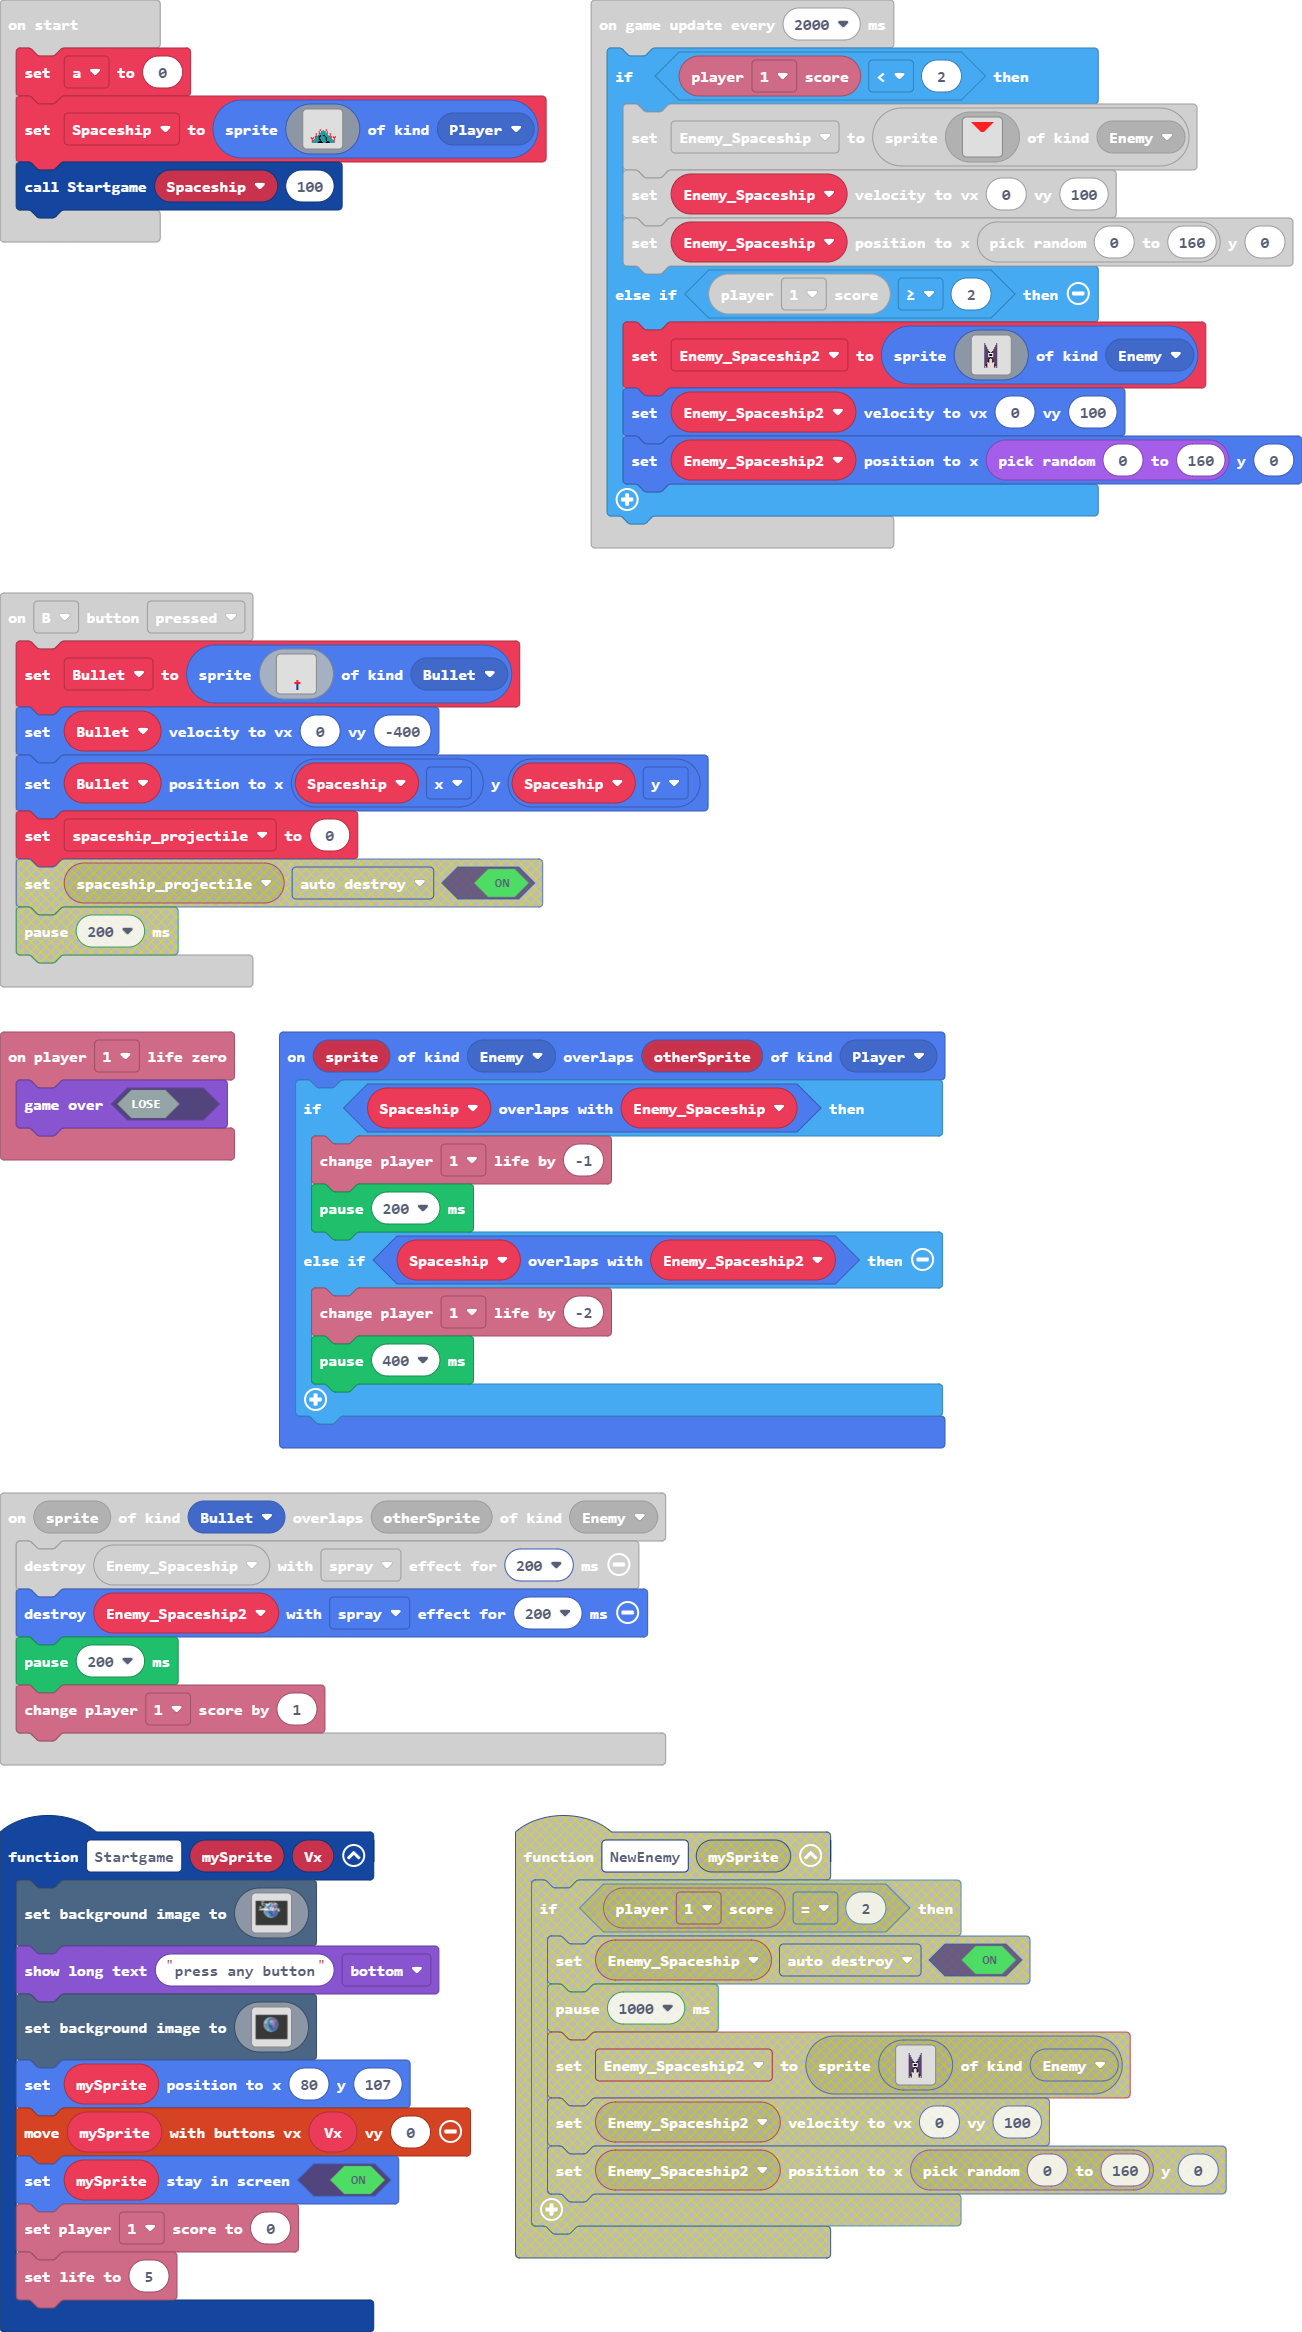 on start
set a to 0
set Spaceship to sprite of kind Player
call Startgame Spaceship 100
on game update every 2000 ms
if player 1 score < 2 then
set Enemy_Spaceship to sprite of kind Enemy
set Enemy_Spaceship velocity to vx 0 vy 100
set Enemy_Spaceship position to x pick random 0 to 160 y 0
else if player 1 score ≥ 2 then
set Enemy_Spaceship2 to sprite of kind Enemy
set Enemy_Spaceship2 velocity to vx 0 vy 100
set Enemy_Spaceship2 position to x pick random 0 to 160 y 0
on B button pressed
set Bullet to sprite of kind Bullet
set Bullet velocity to vx 0 vy -400
set Bullet position to x Spaceship x y Spaceship y
set spaceship_projectile to 0
set spaceship_projectile auto destroy ON
pause 200 ms
on player 1 life zero
game over LOSE
on sprite of kind Enemy overlaps otherSprite of kind Player
if Spaceship overlaps with Enemy_Spaceship then
change player 1 life by -1
pause 200 ms
else if Spaceship overlaps with Enemy_Spaceship2 then
change player 1 life by -2
pause 400 ms
on sprite of kind Bullet overlaps otherSprite of kind Enemy
destroy Enemy_Spaceship with spray effect for 200 ms
destroy Enemy_Spaceship2 with spray effect for 200 ms
pause 200 ms
change player 1 score by 1
function Startgame mySprite Vx
set background image to
show long text "press any button" bottom
set background image to
set mySprite position to x 80 y 107
move mySprite with buttons vx Vx vy 0
set mySprite stay in screen ON
set player 1 score to 0
set life to 5
function NewEnemy mySprite
if player 1 score = 2 then
set Enemy_Spaceship auto destroy ON
pause 1000 ms
set Enemy_Spaceship2 to sprite of kind Enemy
set Enemy_Spaceship2 velocity to vx 0 vy 100
set Enemy_Spaceship2 position to x pick random 0 to 160 y 0